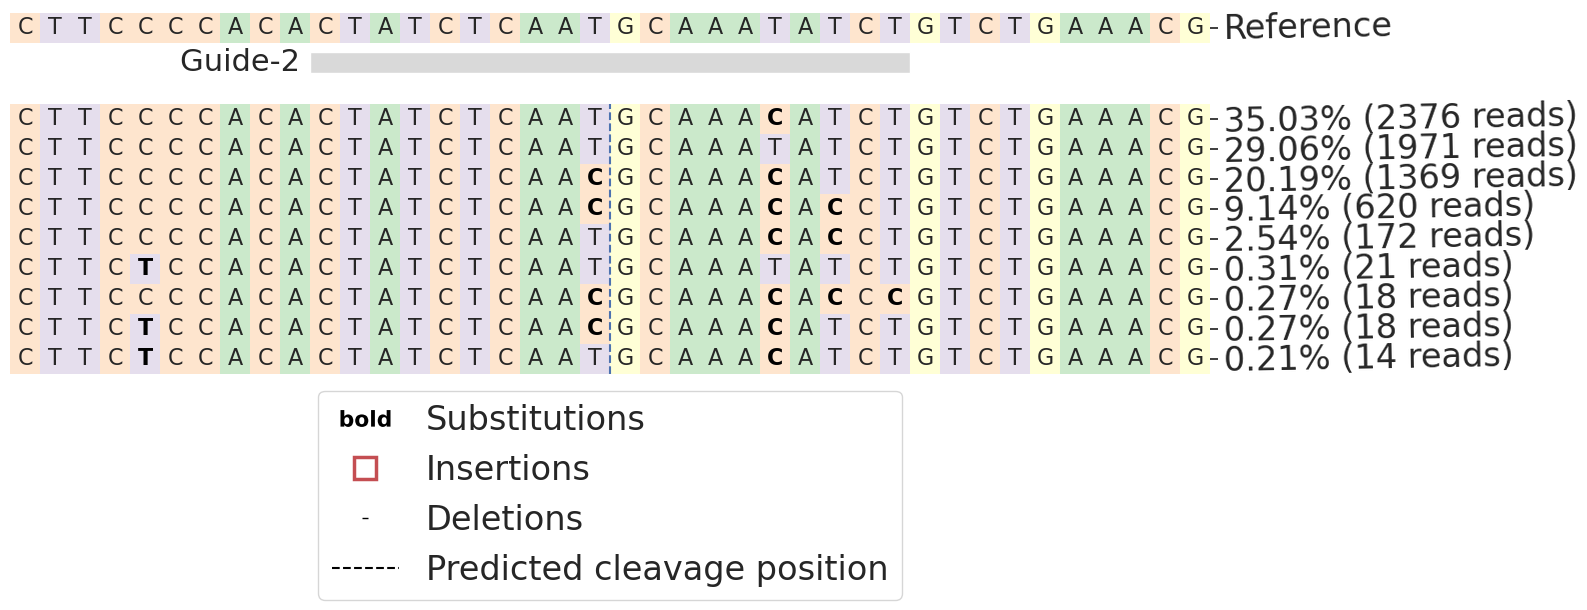 C T T C C C C A C A C T A T C T C A A T G C A A A T A T C T G T C T G A A A C G Reference
Guide-2
C T T C C C C A C A C T A T C T C A A T G C A A A C A T C T G T C T G A A A C G 35.03% (2376 reads)
C T T C C C C A C A C T A T C T C A A T G C A A A T A T C T G T C T G A A A C G 29.06% (1971 reads)
C T T C C C C A C A C T A T C T C A A C G C A A A C A T C T G T C T G A A A C G 20.19% (1369 reads)
C T T C C C C A C A C T A T C T C A A C G C A A A C A C C T G T C T G A A A C G 9.14% (620 reads)
C T T C C C C A C A C T A T C T C A A T G C A A A C A C C T G T C T G A A A C G 2.54% (172 reads)
C T T C T C C A C A C T A T C T C A A T G C A A A T A T C T G T C T G A A A C G 0.31% (21 reads)
C T T C C C C A C A C T A T C T C A A C G C A A A C A C C C G T C T G A A A C G 0.27% (18 reads)
C T T C T C C A C A C T A T C T C A A C G C A A A C A T C T G T C T G A A A C G 0.27% (18 reads)
C T T C T C C A C A C T A T C T C A A T G C A A A C A T C T G T C T G A A A C G 0.21% (14 reads)
bold Substitutions
Insertions
- Deletions
Predicted cleavage position